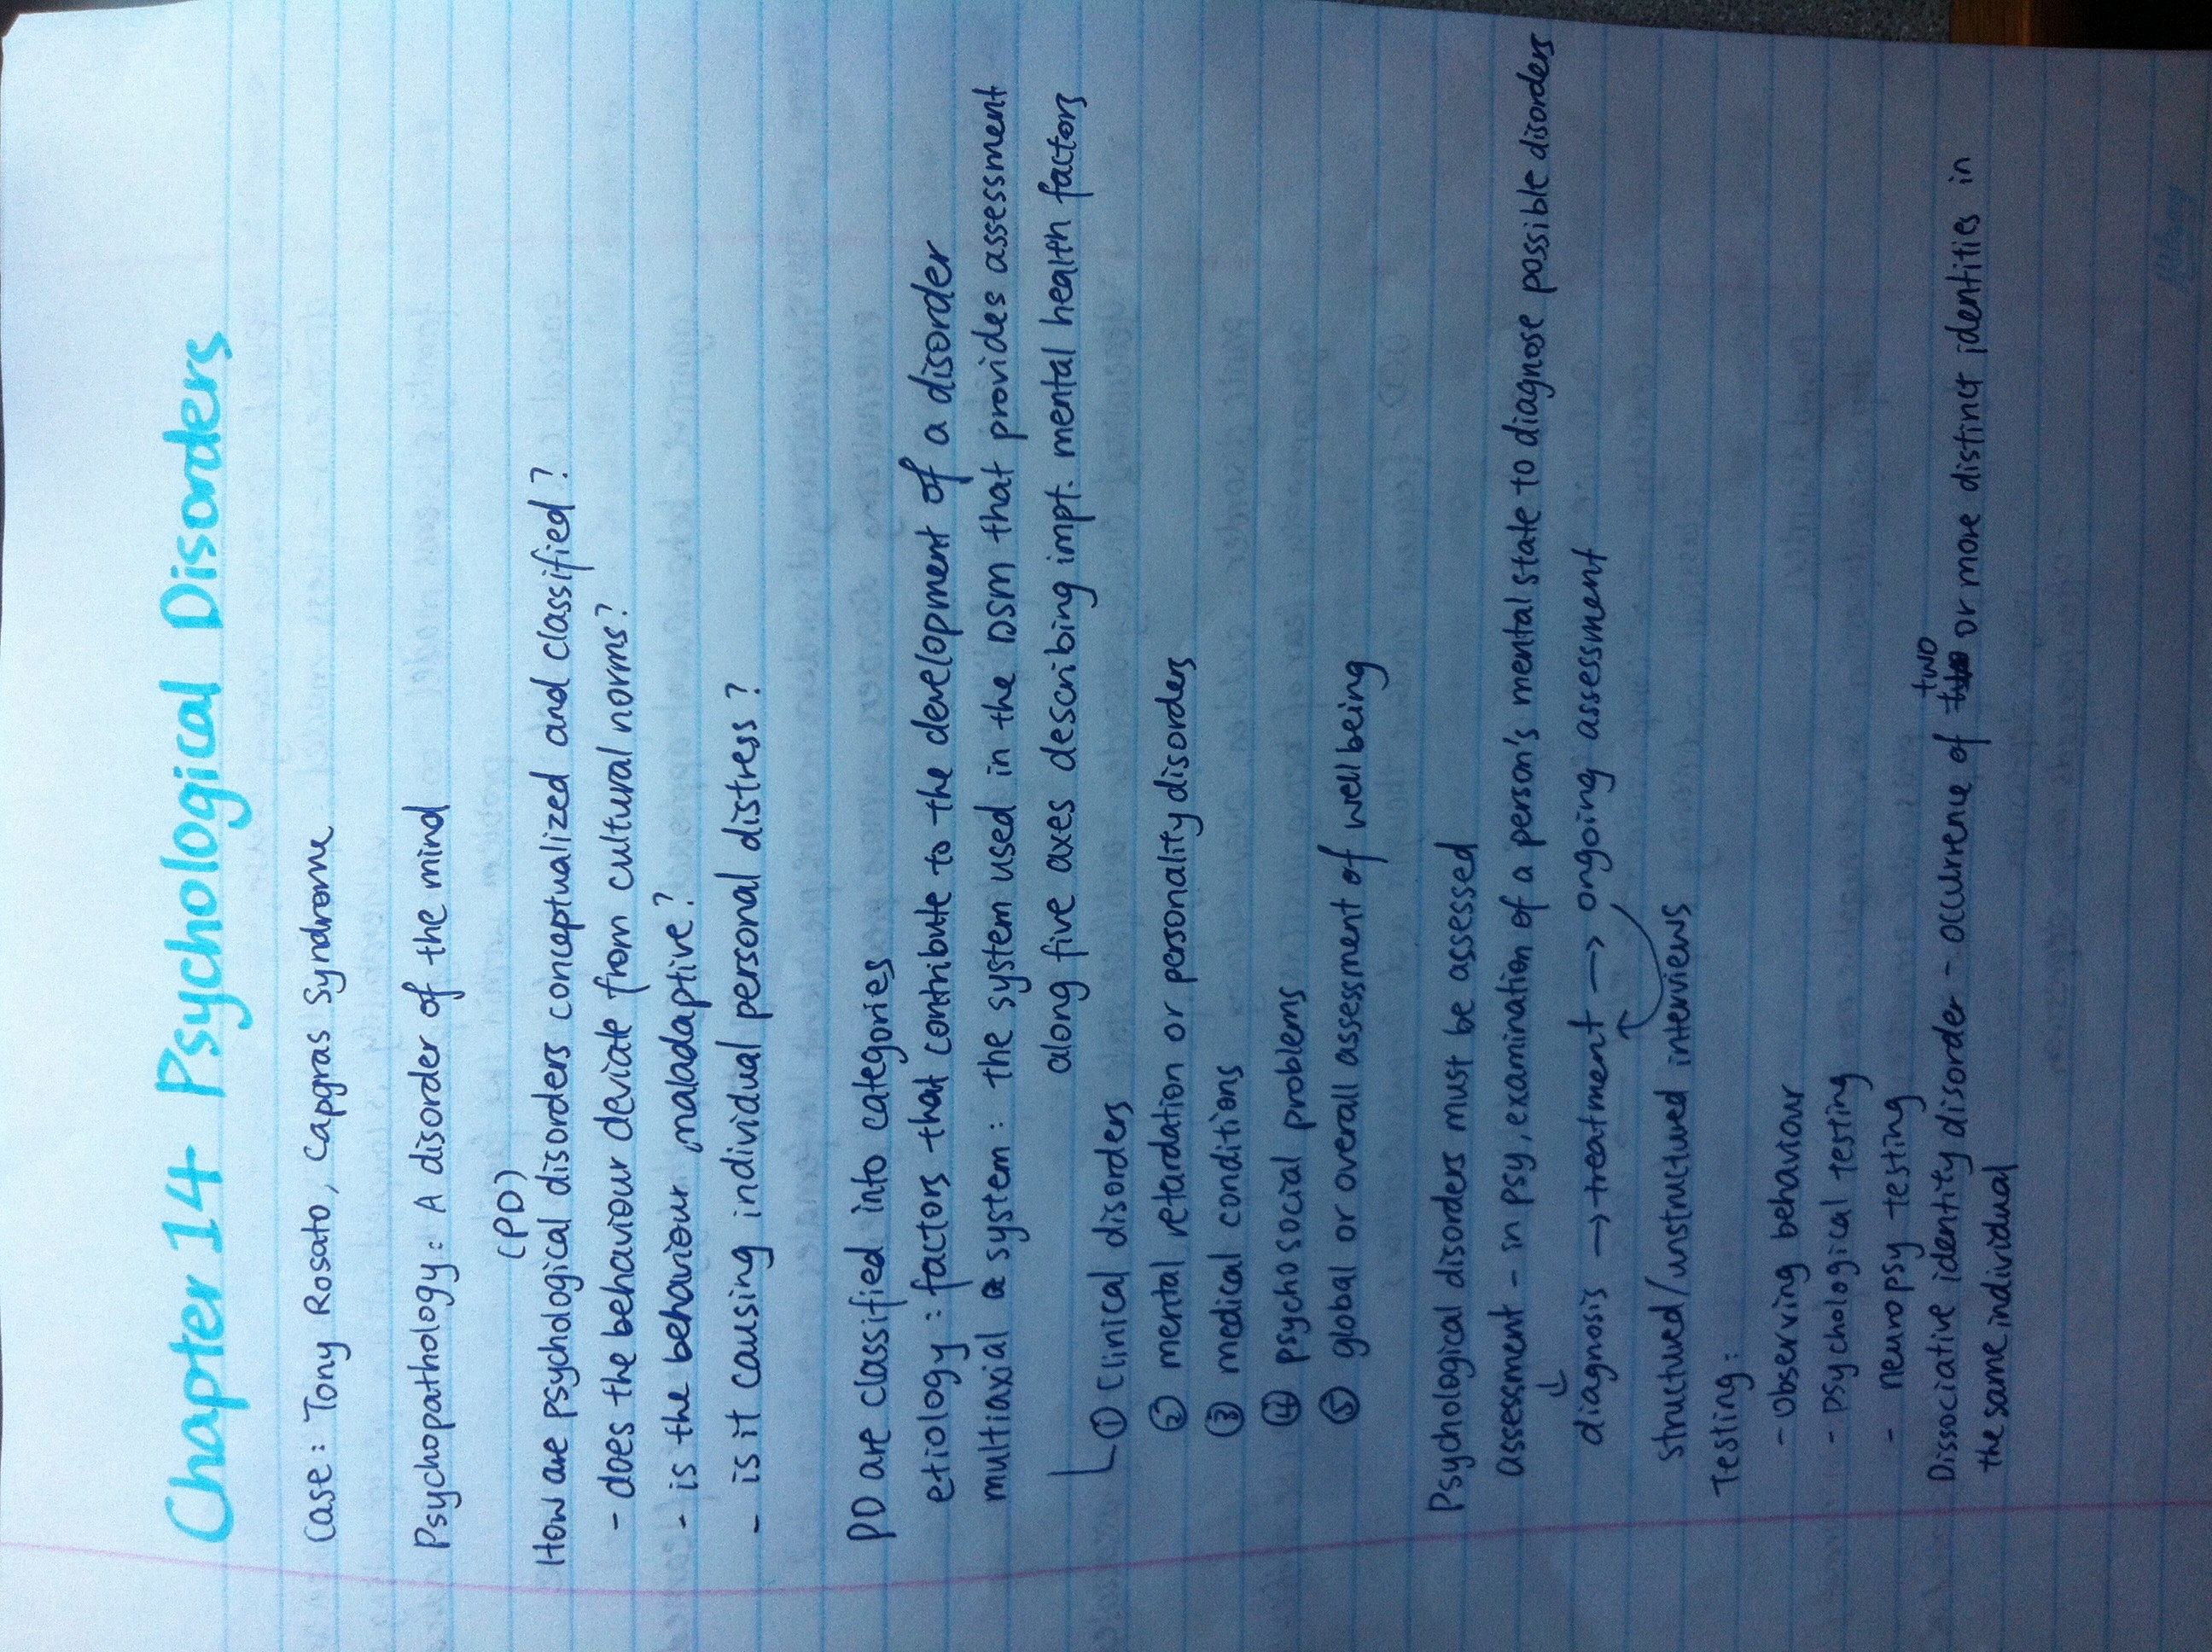 Chapter 14 - Psychological Disorders
Case: Tony Rosato, Capgras Syndrome
Psychopathology: A disorder of the mind
(PD)
How are psychological disorders conceptualized and classified?
- does the behaviour deviate from cultural norms?
- is the behaviour maladaptive?
- is it causing individual personal distress?
PD are classified into categories
etiology: factors that contribute to the development of a disorder
multiaxial system: the system used in the DSM that provides assessment
along five axes describing impt. mental health factors
① Clinical disorders
② mental retardation or personality disorders
③ medical conditions
④ psychosocial problems
⑤ global or overall assessment of well being
Psychological disorders must be assessed
assessment - in psy, examination of a person's mental state to diagnose possible disorders
diagnosis → treatment → ongoing assessment
structured/unstructured interviews
Testing:
- Observing behaviour
- Psychological testing
- neuropsy testing
two
Dissociative identity disorder - occurrence of or more distinct identities in
the same individual